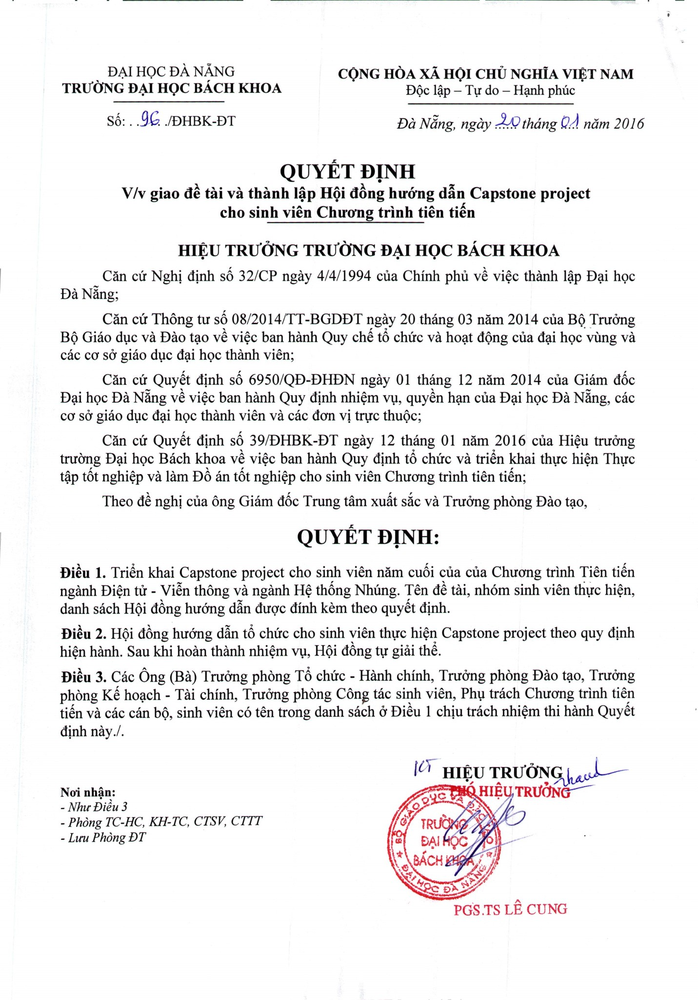 ĐẠI HỌC ĐÀ NẴNG
TRƯỜNG ĐẠI HỌC BÁCH KHOA
Số: . . 96. . ./ĐHBK-ĐT
CỘNG HÒA XÃ HỘI CHỦ NGHĨA VIỆT NAM
Độc lập – Tự do – Hạnh phúc
Đà Nẵng, ngày 20 tháng 01 năm 2016
QUYẾT ĐỊNH
V/v giao đề tài và thành lập Hội đồng hướng dẫn Capstone project
cho sinh viên Chương trình tiên tiến
HIỆU TRƯỞNG TRƯỜNG ĐẠI HỌC BÁCH KHOA
Căn cứ Nghị định số 32/CP ngày 4/4/1994 của Chính phủ về việc thành lập Đại học
Đà Nẵng;
Căn cứ Thông tư số 08/2014/TT-BGDĐT ngày 20 tháng 03 năm 2014 của Bộ Trưởng
Bộ Giáo dục và Đào tạo về việc ban hành Quy chế tổ chức và hoạt động của đại học vùng và
các cơ sở giáo dục đại học thành viên;
Căn cứ Quyết định số 6950/QĐ-ĐHĐN ngày 01 tháng 12 năm 2014 của Giám đốc
Đại học Đà Nẵng về việc ban hành Quy định nhiệm vụ, quyền hạn của Đại học Đà Nẵng, các
cơ sở giáo dục đại học thành viên và các đơn vị trực thuộc;
Căn cứ Quyết định số 39/ĐHBK-ĐT ngày 12 tháng 01 năm 2016 của Hiệu trưởng
trường Đại học Bách khoa về việc ban hành Quy định tổ chức và triển khai thực hiện Thực
tập tốt nghiệp và làm Đồ án tốt nghiệp cho sinh viên Chương trình tiên tiến;
Theo đề nghị của ông Giám đốc Trung tâm xuất sắc và Trưởng phòng Đào tạo,
QUYẾT ĐỊNH:
Điều 1. Triển khai Capstone project cho sinh viên năm cuối của của Chương trình Tiên tiến
ngành Điện tử - Viễn thông và ngành Hệ thống Nhúng. Tên đề tài, nhóm sinh viên thực hiện,
danh sách Hội đồng hướng dẫn được đính kèm theo quyết định.
Điều 2. Hội đồng hướng dẫn tổ chức cho sinh viên thực hiện Capstone project theo quy định
hiện hành. Sau khi hoàn thành nhiệm vụ, Hội đồng tự giải thể.
Điều 3. Các Ông (Bà) Trưởng phòng Tổ chức - Hành chính, Trưởng phòng Đào tạo, Trưởng
phòng Kế hoạch - Tài chính, Trưởng phòng Công tác sinh viên, Phụ trách Chương trình tiên
tiến và các cán bộ, sinh viên có tên trong danh sách ở Điều 1 chịu trách nhiệm thi hành Quyết
định này./.
KT HIỆU TRƯỞNG
PHÓ HIỆU TRƯỞNG
Nơi nhận:
- Như Điều 3
- Phòng TC-HC, KH-TC, CTSV, CTTT
- Lưu Phòng ĐT
BỘ GIÁO DỤC VÀ ĐÀO TẠO
TRƯỜNG
ĐẠI HỌC
BÁCH KHOA
ĐẠI HỌC ĐÀ NẴNG
PGS.TS LÊ CUNG